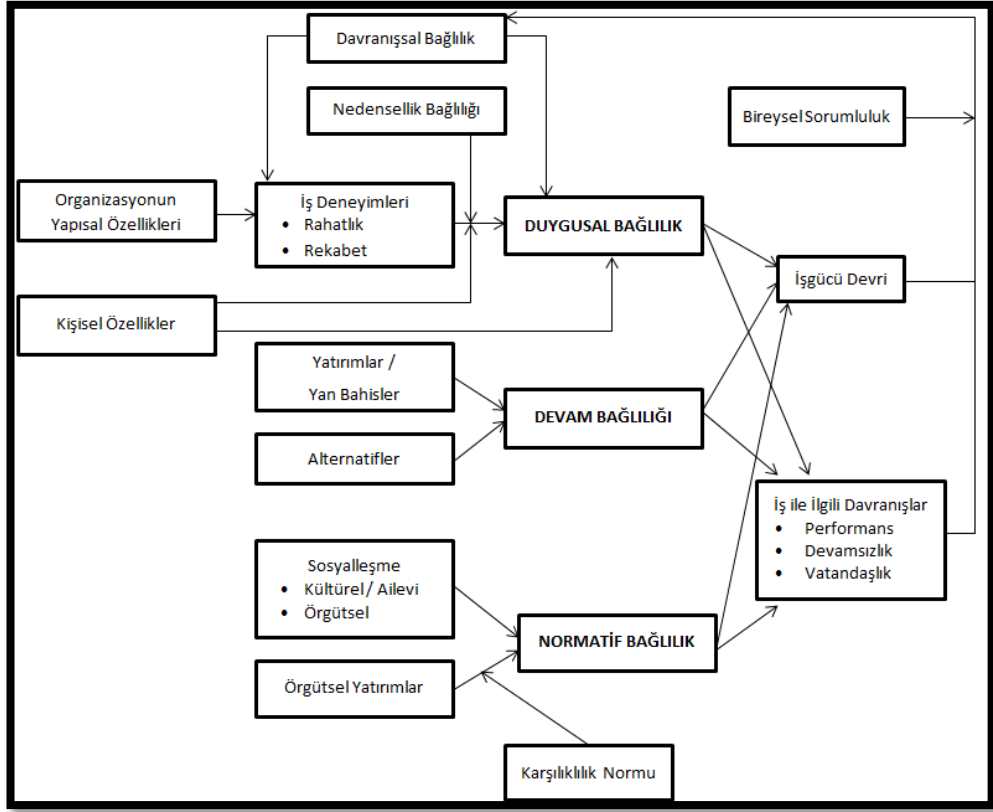 Davranışsal Bağlılık
Nedensellik Bağlılığı
Bireysel Sorumluluk
Organizasyonun
Yapısal Özellikleri
İş Deneyimleri
• Rahatlık
• Rekabet
DUYGUSAL BAĞLILIK
İşgücü Devri
Kişisel Özellikler
Yatırımlar /
Yan Bahisler
DEVAM BAĞLILIĞI
Alternatifler
İş ile İlgili Davranışlar
• Performans
• Devamsızlık
• Vatandaşlık
Sosyalleşme
• Kültürel / Ailevi
• Örgütsel
NORMATİF BAĞLILIK
Örgütsel Yatırımlar
Karşılıklılık Normu